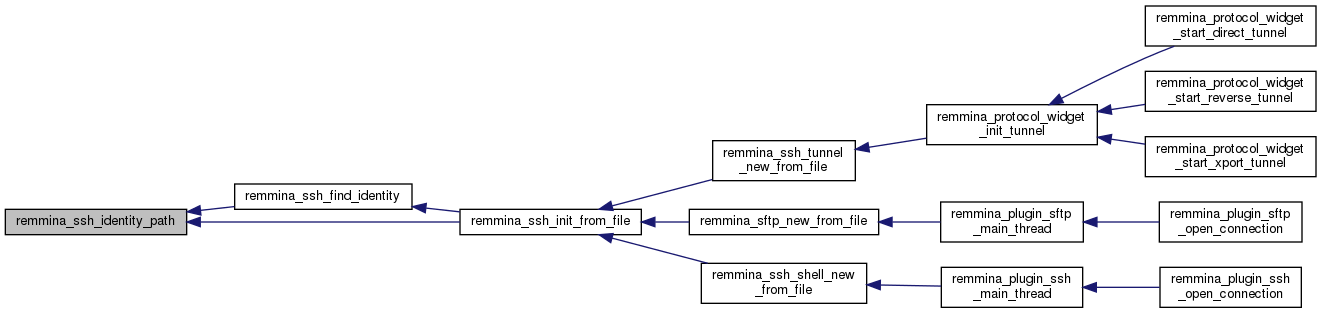 remmina_protocol_widget
_start_direct_tunnel
remmina_protocol_widget
_start_reverse_tunnel
remmina_protocol_widget
_init_tunnel
remmina_protocol_widget
_start_xport_tunnel
remmina_ssh_tunnel
_new_from_file
remmina_ssh_find_identity
remmina_ssh_identity_path
remmina_ssh_init_from_file
remmina_sftp_new_from_file
remmina_plugin_sftp
_main_thread
remmina_plugin_sftp
_open_connection
remmina_ssh_shell_new
_from_file
remmina_plugin_ssh
_main_thread
remmina_plugin_ssh
_open_connection